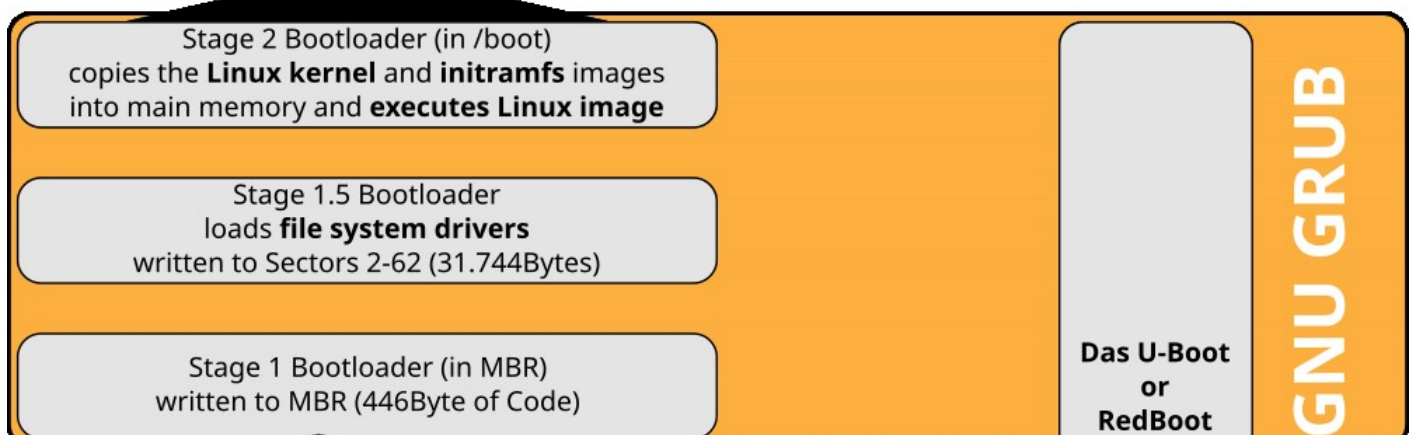 Stage 2 Bootloader (in /boot)
copies the Linux kernel and initramfs images
into main memory and executes Linux image
Stage 1.5 Bootloader
loads file system drivers
written to Sectors 2-62 (31.744Bytes)
Stage 1 Bootloader (in MBR)
written to MBR (446Byte of Code)
Das U-Boot
or
RedBoot
GNU GRUB